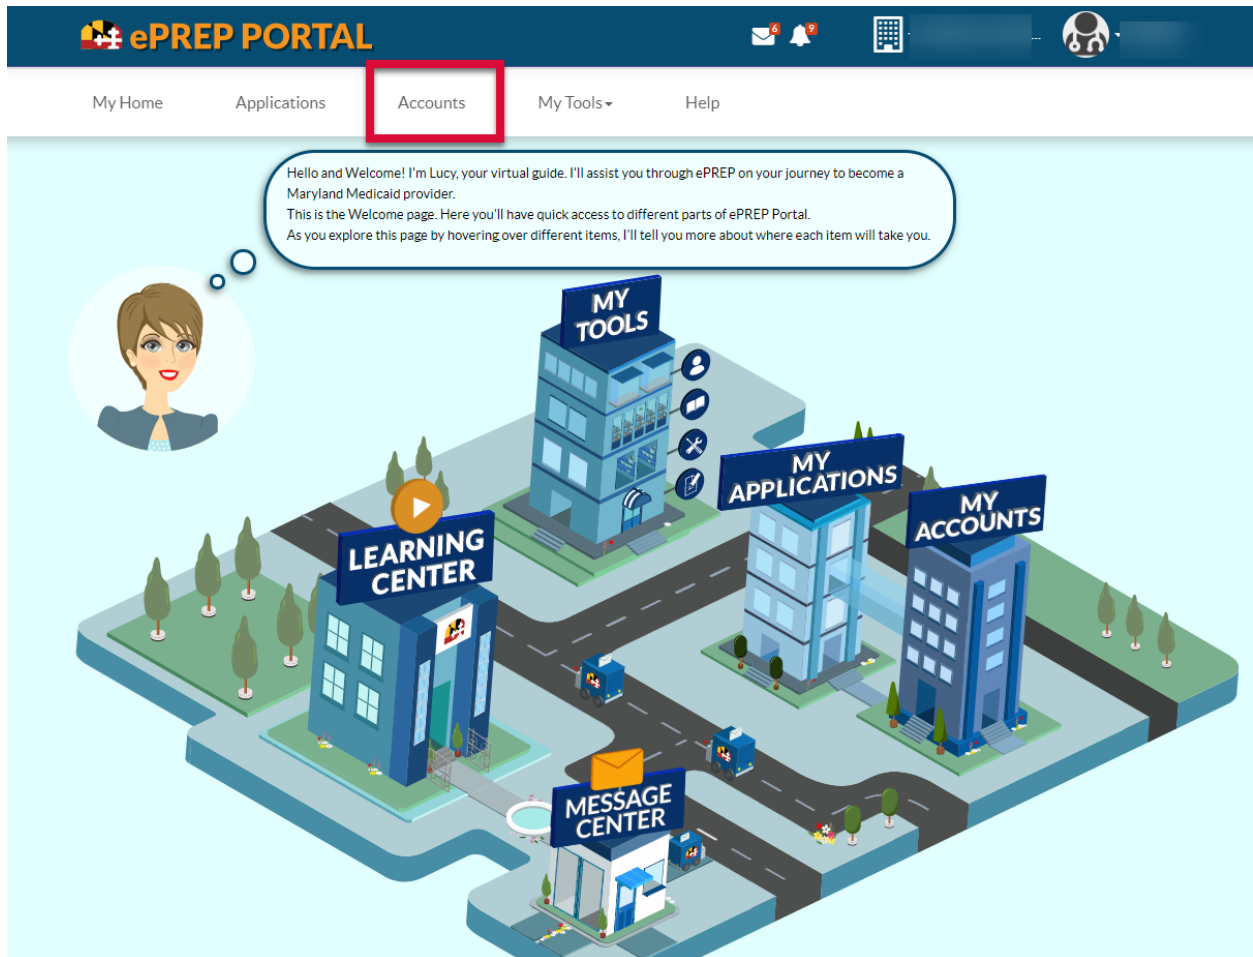 ePREP PORTAL
6
9
...
My Home Applications Accounts My Tools Help
Hello and Welcome! I'm Lucy, your virtual guide. I'll assist you through ePREP on your journey to become a
Maryland Medicaid provider.
This is the Welcome page. Here you'll have quick access to different parts of ePREP Portal.
As you explore this page by hovering over different items, I'll tell you more about where each item will take you.
MY
TOOLS
MY
APPLICATIONS
MY
ACCOUNTS
LEARNING
CENTER
MESSAGE
CENTER